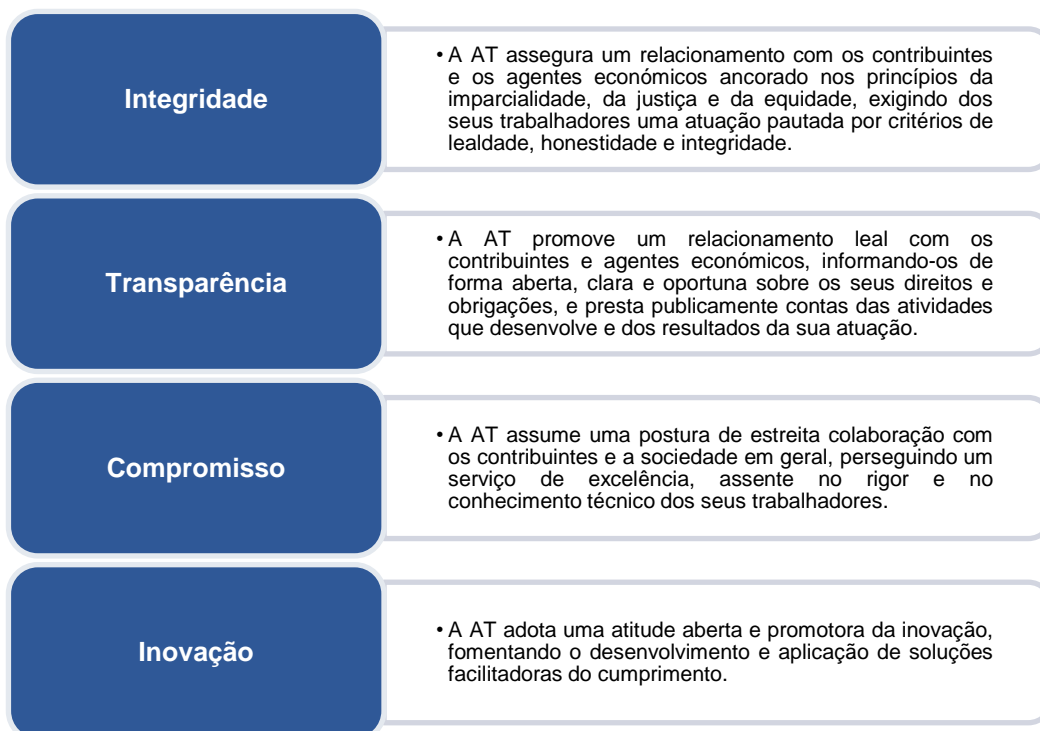 Integridade
• A AT assegura um relacionamento com os contribuintes
e os agentes económicos ancorado nos princípios da
imparcialidade, da justiça e da equidade, exigindo dos
seus trabalhadores uma atuação pautada por critérios de
lealdade, honestidade e integridade.
Transparência
• A AT promove um relacionamento leal com os
contribuintes e agentes económicos, informando-os de
forma aberta, clara e oportuna sobre os seus direitos e
obrigações, e presta publicamente contas das atividades
que desenvolve e dos resultados da sua atuação.
Compromisso
• A AT assume uma postura de estreita colaboração com
os contribuintes e a sociedade em geral, perseguindo um
serviço de excelência, assente no rigor e no
conhecimento técnico dos seus trabalhadores.
Inovação
• A AT adota uma atitude aberta e promotora da inovação,
fomentando o desenvolvimento e aplicação de soluções
facilitadoras do cumprimento.